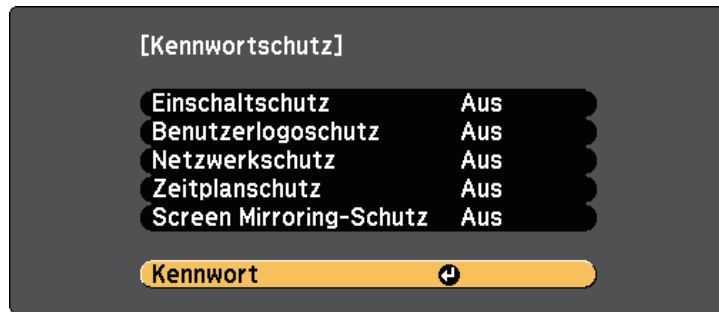 [Kennwortschutz]
Einschaltschutz Aus
Benutzerlogoschutz Aus
Netzwerkschutz Aus
Zeitplanschutz Aus
Screen Mirroring-Schutz Aus
Kennwort